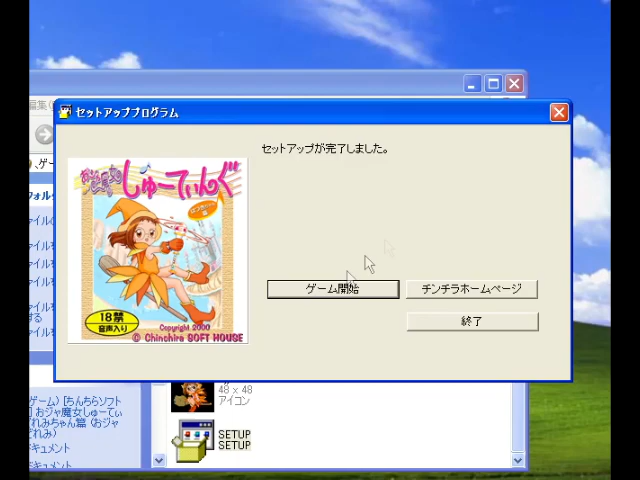 セットアッププログラム
セットアップが完了しました。
おジャ魔女
しゅーてぃんぐ
18禁
音声入り
Copyright 2000
© Chinchira SOFT HOUSE
ゲーム開始
チンチラホームページ
終了
編集(
48 x 48
アイコン
SETUP
SETUP
ゲーム) [ちんちらソフト
] おジャ魔女しゅーてぃ
れみちゃん篇 (おジャ
れみ)
キュメント